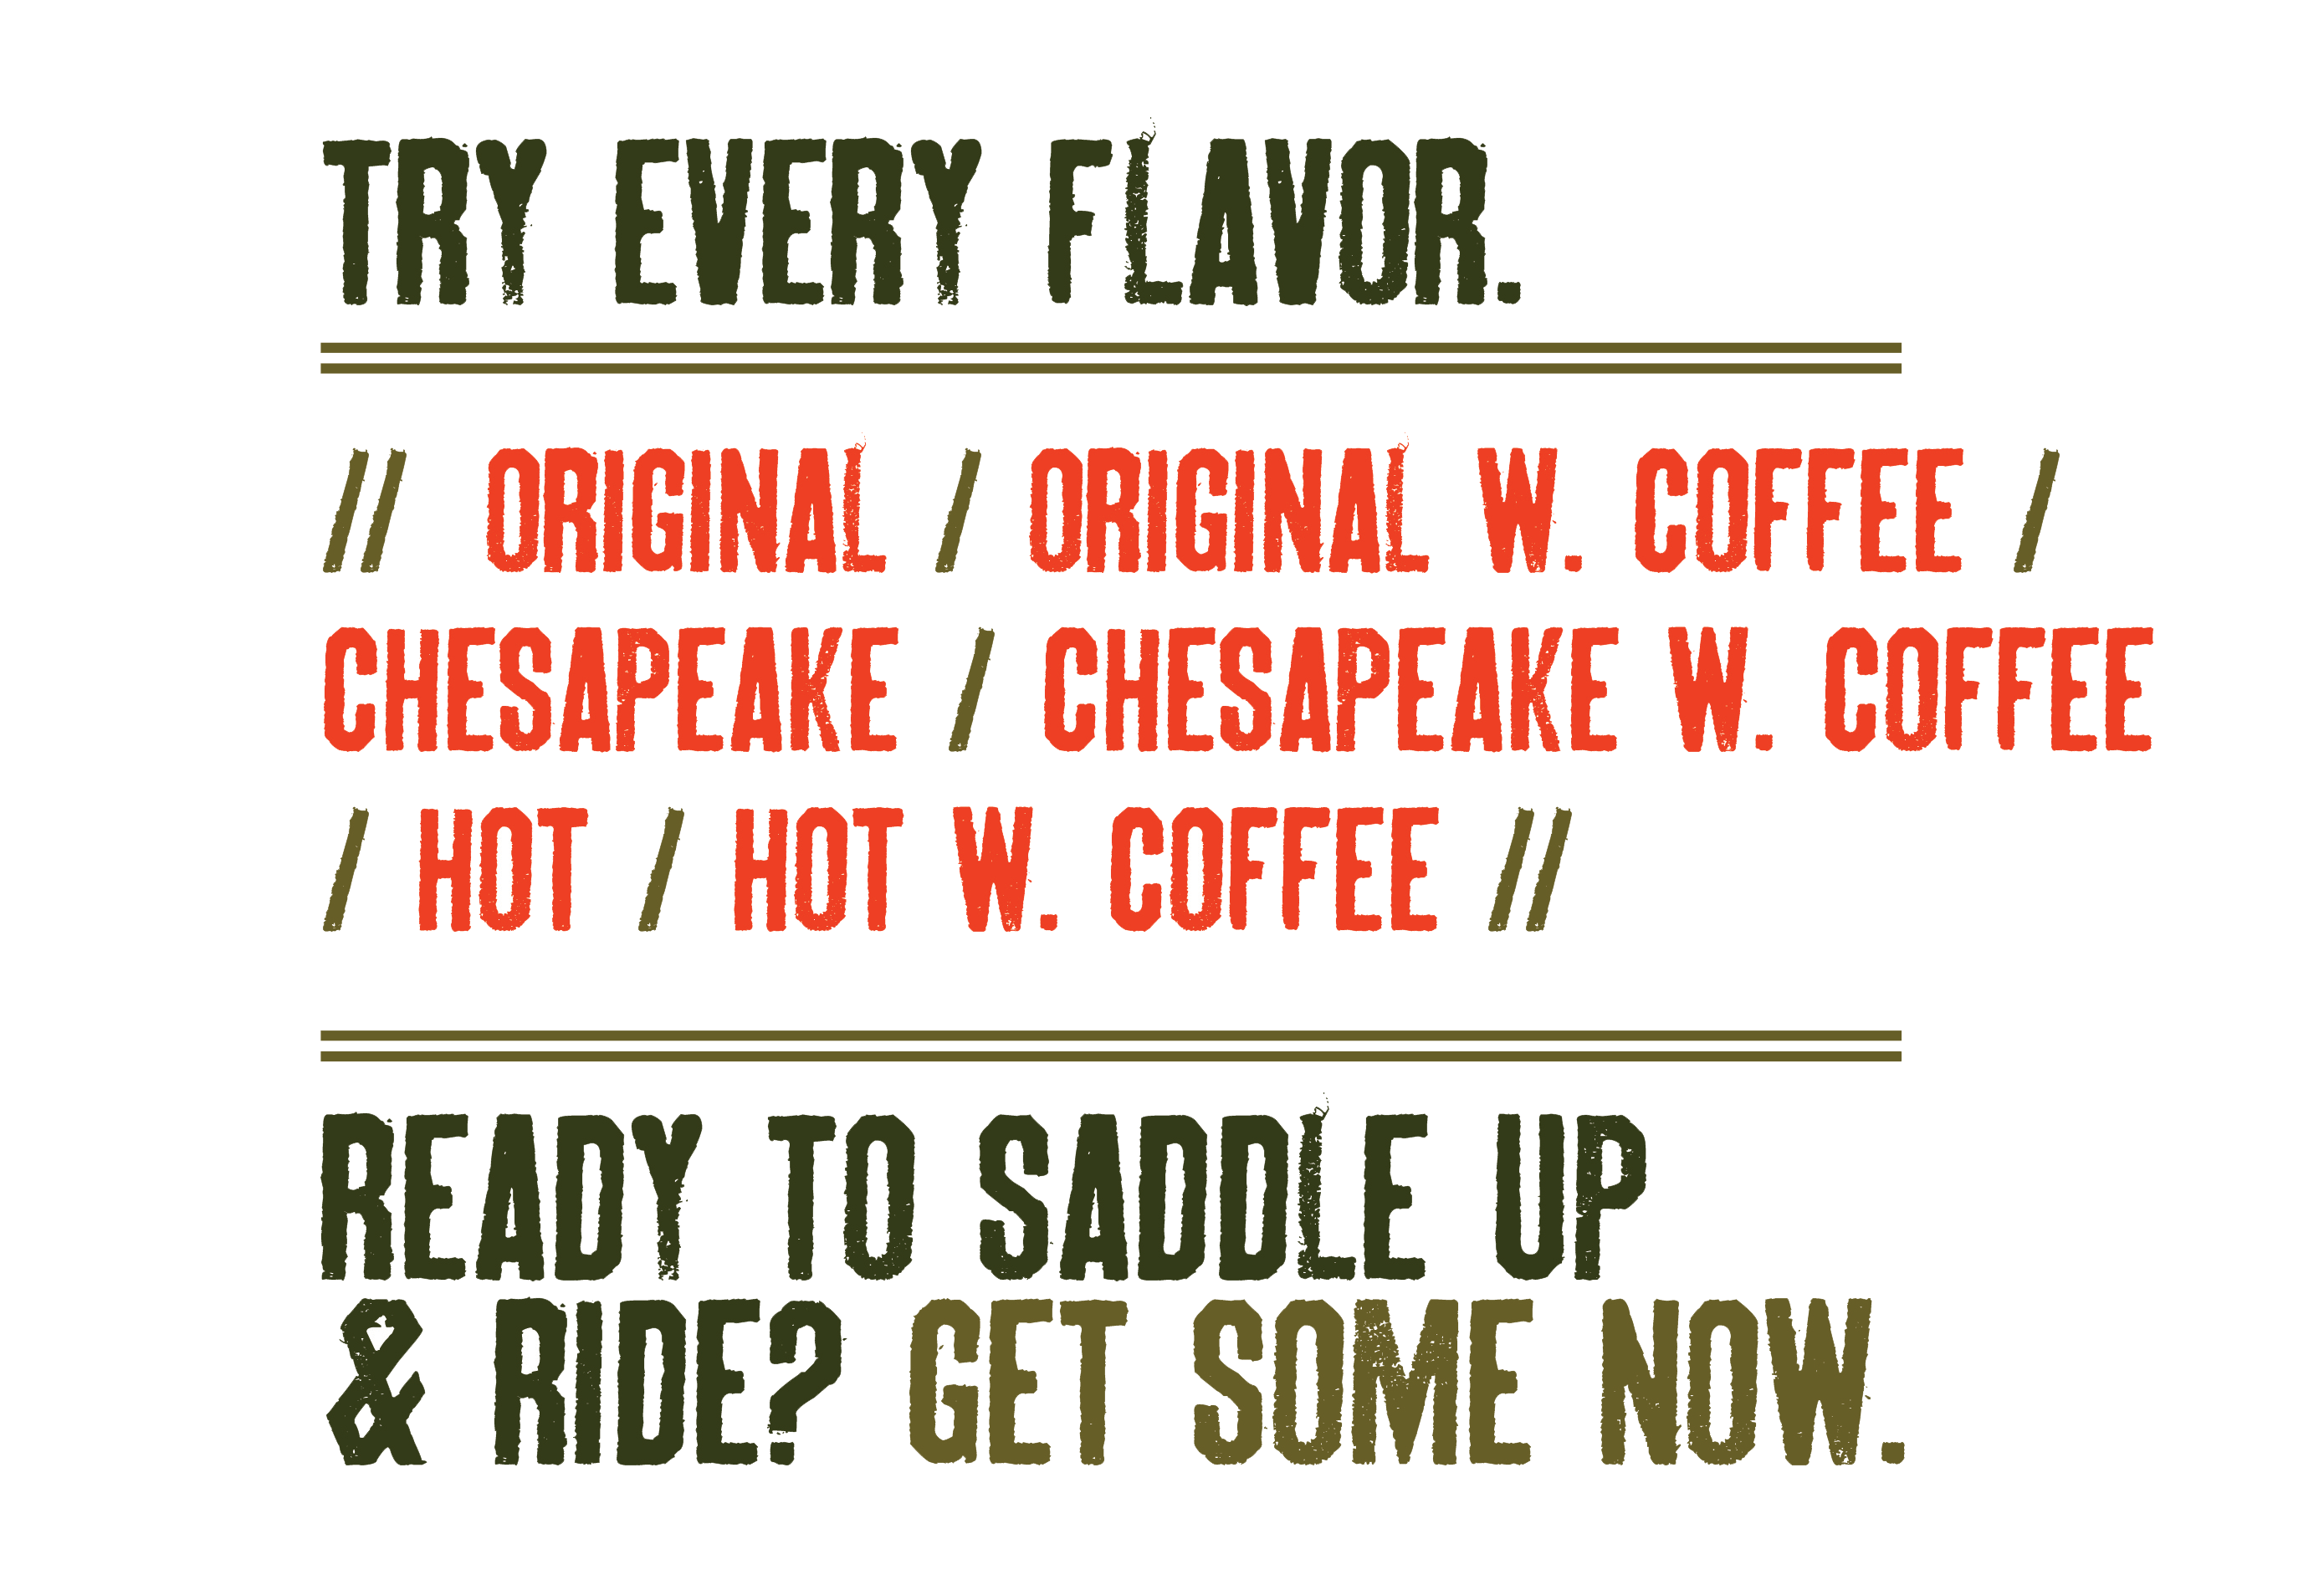 TRY EVERY FLAVOR.
// ORIGINAL / ORIGINAL W. COFFEE /
CHESAPEAKE / CHESAPEAKE W. COFFEE
/ HOT / HOT W. COFFEE //
READY TO SADDLE UP
& RIDE? GET SOME NOW.